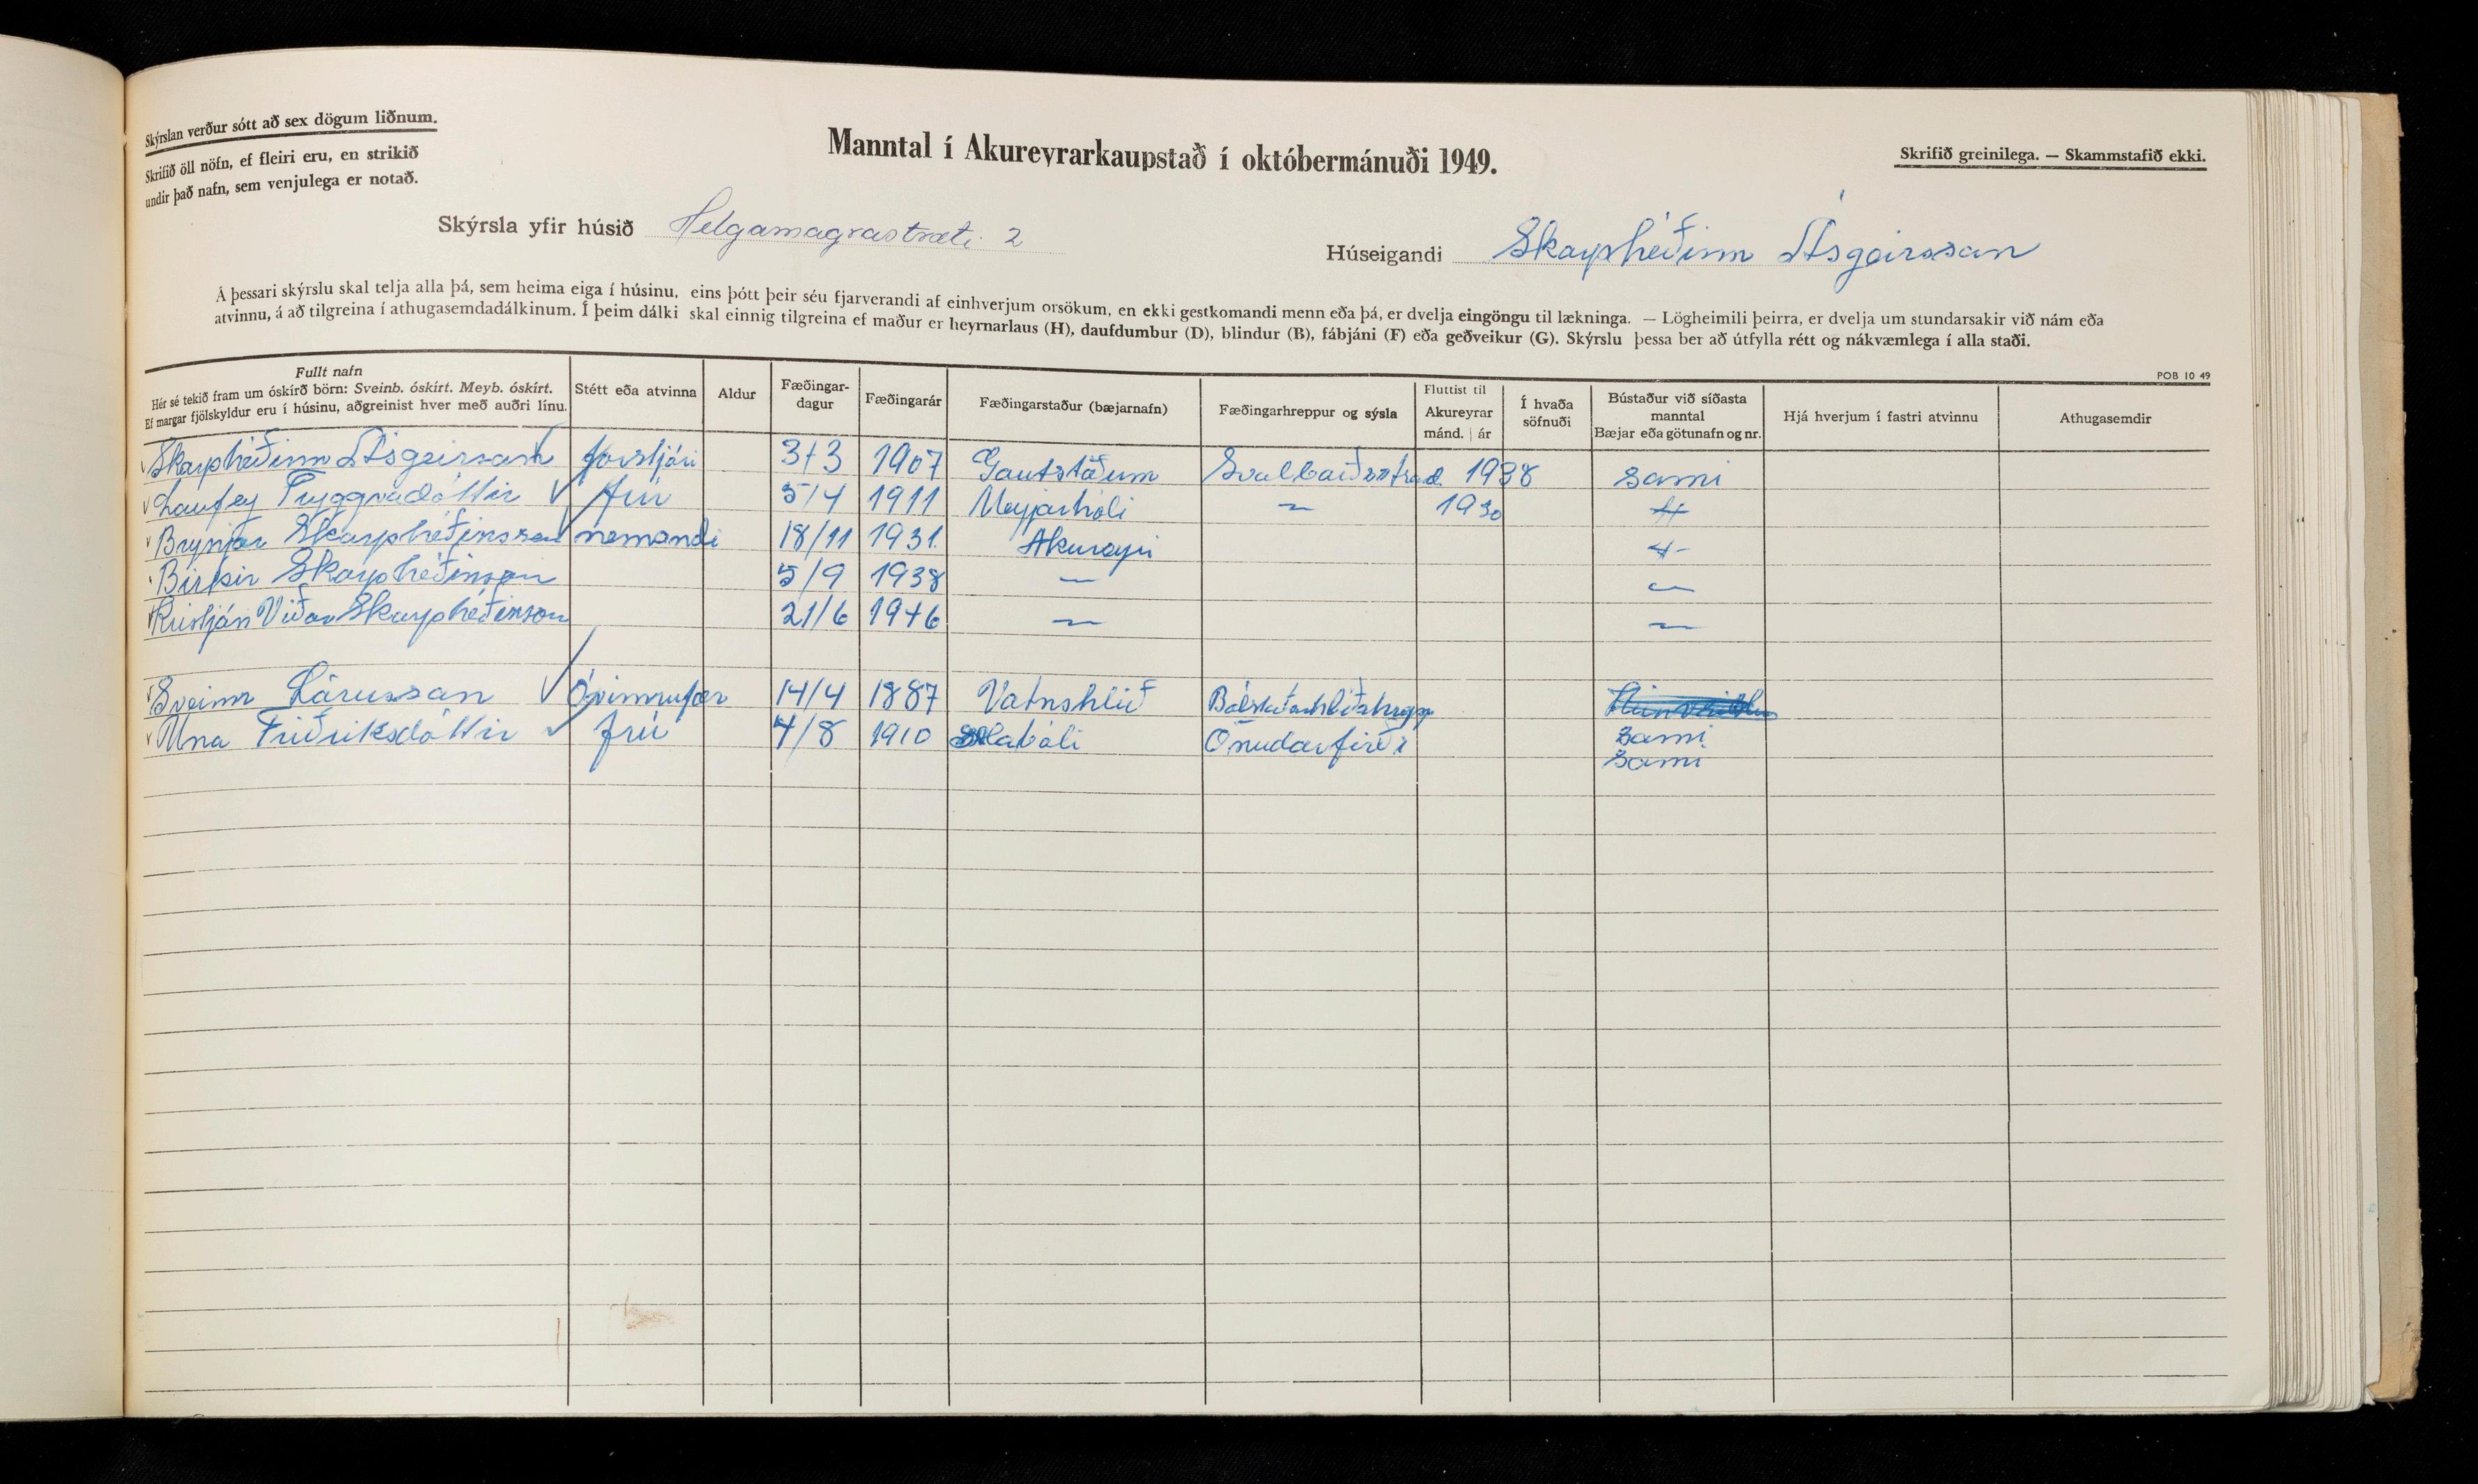 Skýrslan verður sótt að sex dögum liðnum.
Skrifið öll nöfn, ef fleiri eru, en strikið
undir það nafn, sem venjulega er notað.
Manntal í Akureyrarkaupstað í októbermánuði 1949.
Skrifið greinilega. — Skammstafið ekki.
Skýrsla yfir húsið Helgamagrastræti 2
Húseigandi Skarphéðinn Ásgeirsson
Á þessari skýrslu skal telja alla þá, sem heima eiga í húsinu, eins þótt þeir séu fjarverandi af einhverjum orsökum, en ekki gestkomandi menn eða þá, er dvelja eingöngu til lækninga. — Lögheimili þeirra, er dvelja um stundarsakir við nám eða
atvinnu, á að tilgreina í athugasemdadálkinum. Í þeim dálki skal einnig tilgreina ef maður er heyrnarlaus (H), daufdumbur (D), blindur (B), fábjáni (F) eða geðveikur (G). Skýrslu þessa ber að útfylla rétt og nákvæmlega í alla staði.
POB 10 49
Fullt nafn
Hér sé tekið fram um óskírð börn: Sveinb. óskírt. Meyb. óskírt.
Ef margar fjölskyldur eru í húsinu, aðgreinist hver með auðri línu.
Stétt eða atvinna
Aldur
Fæðingar-
dagur
Fæðingarár
Fæðingarstaður (bæjarnafn)
Fæðingarhreppur og sýsla
Fluttist til
Akureyrar
mánd. | ár
Í hvaða
söfnuði
Bústaður við síðasta
manntal
Bæjar eða götunafn og nr.
Hjá hverjum í fastri atvinnu
Athugasemdir
Skarphéðinn Ásgeirsson forstjóri 3/3 1907 Gautstöðum Svalbarðsströnd 1938 sami
Laufey Tryggvadóttir frú 5/4 1911 Meyjarhóli ~ 1930
Brynjar Skarphéðinsson nemandi 18/11 1931 Akureyri
Birkir Skarphéðinsson 5/9 1938 —
Kristján Viðar Skarphéðinsson 21/6 1946 —
Sveinn Lárusson 14/4 1887 Vatnshlíð
Una Friðriksdóttir frú 4/8 1910 Önudarfirði sami
sami